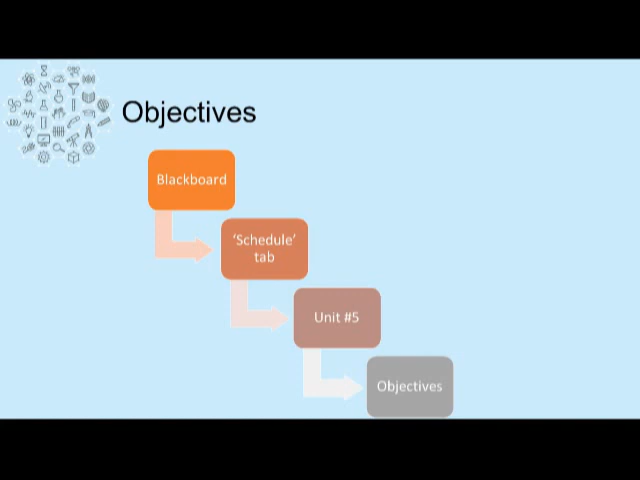 Objectives
Blackboard
‘Schedule’
tab
Unit #5
Objectives